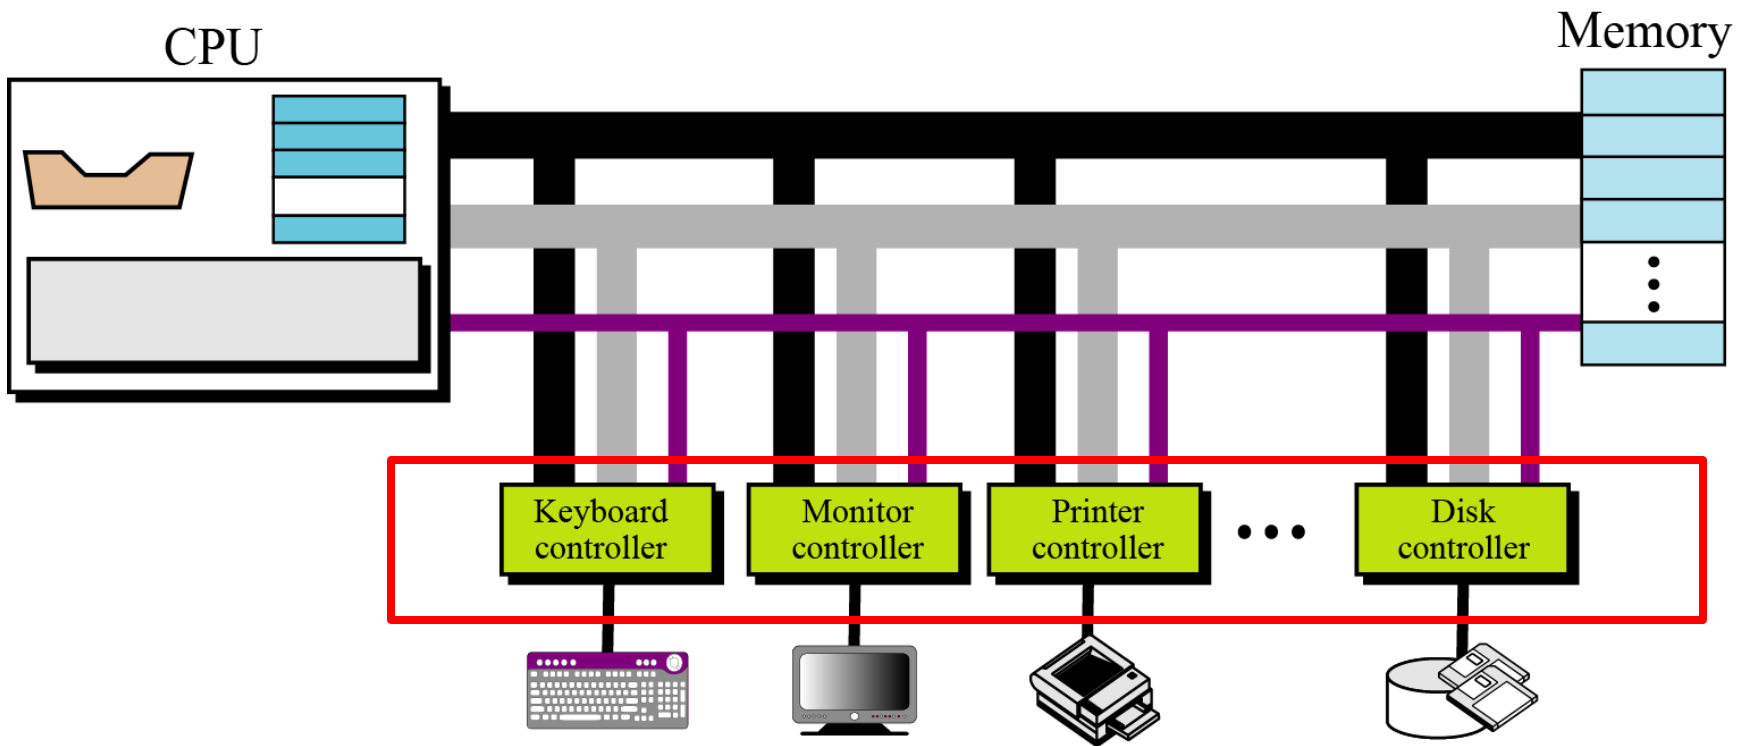 CPU
Memory
Keyboard
controller
Monitor
controller
Printer
controller
Disk
controller